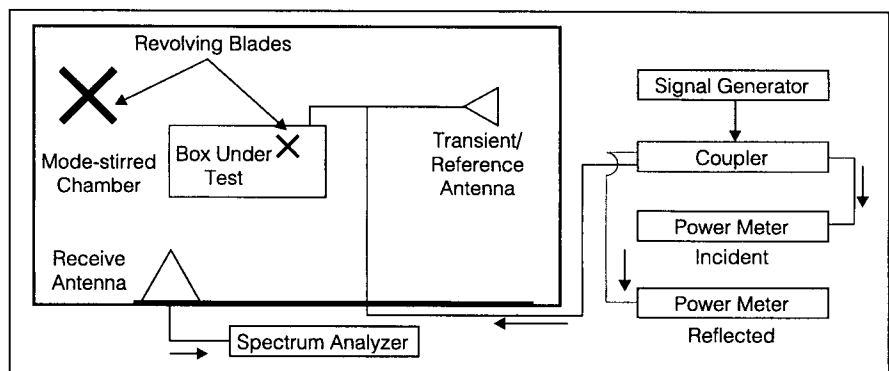 Revolving Blades
Mode-stirred
Chamber
Box Under
Test
Transient/
Reference
Antenna
Receive
Antenna
Spectrum Analyzer
Signal Generator
Coupler
Power Meter
Incident
Power Meter
Reflected